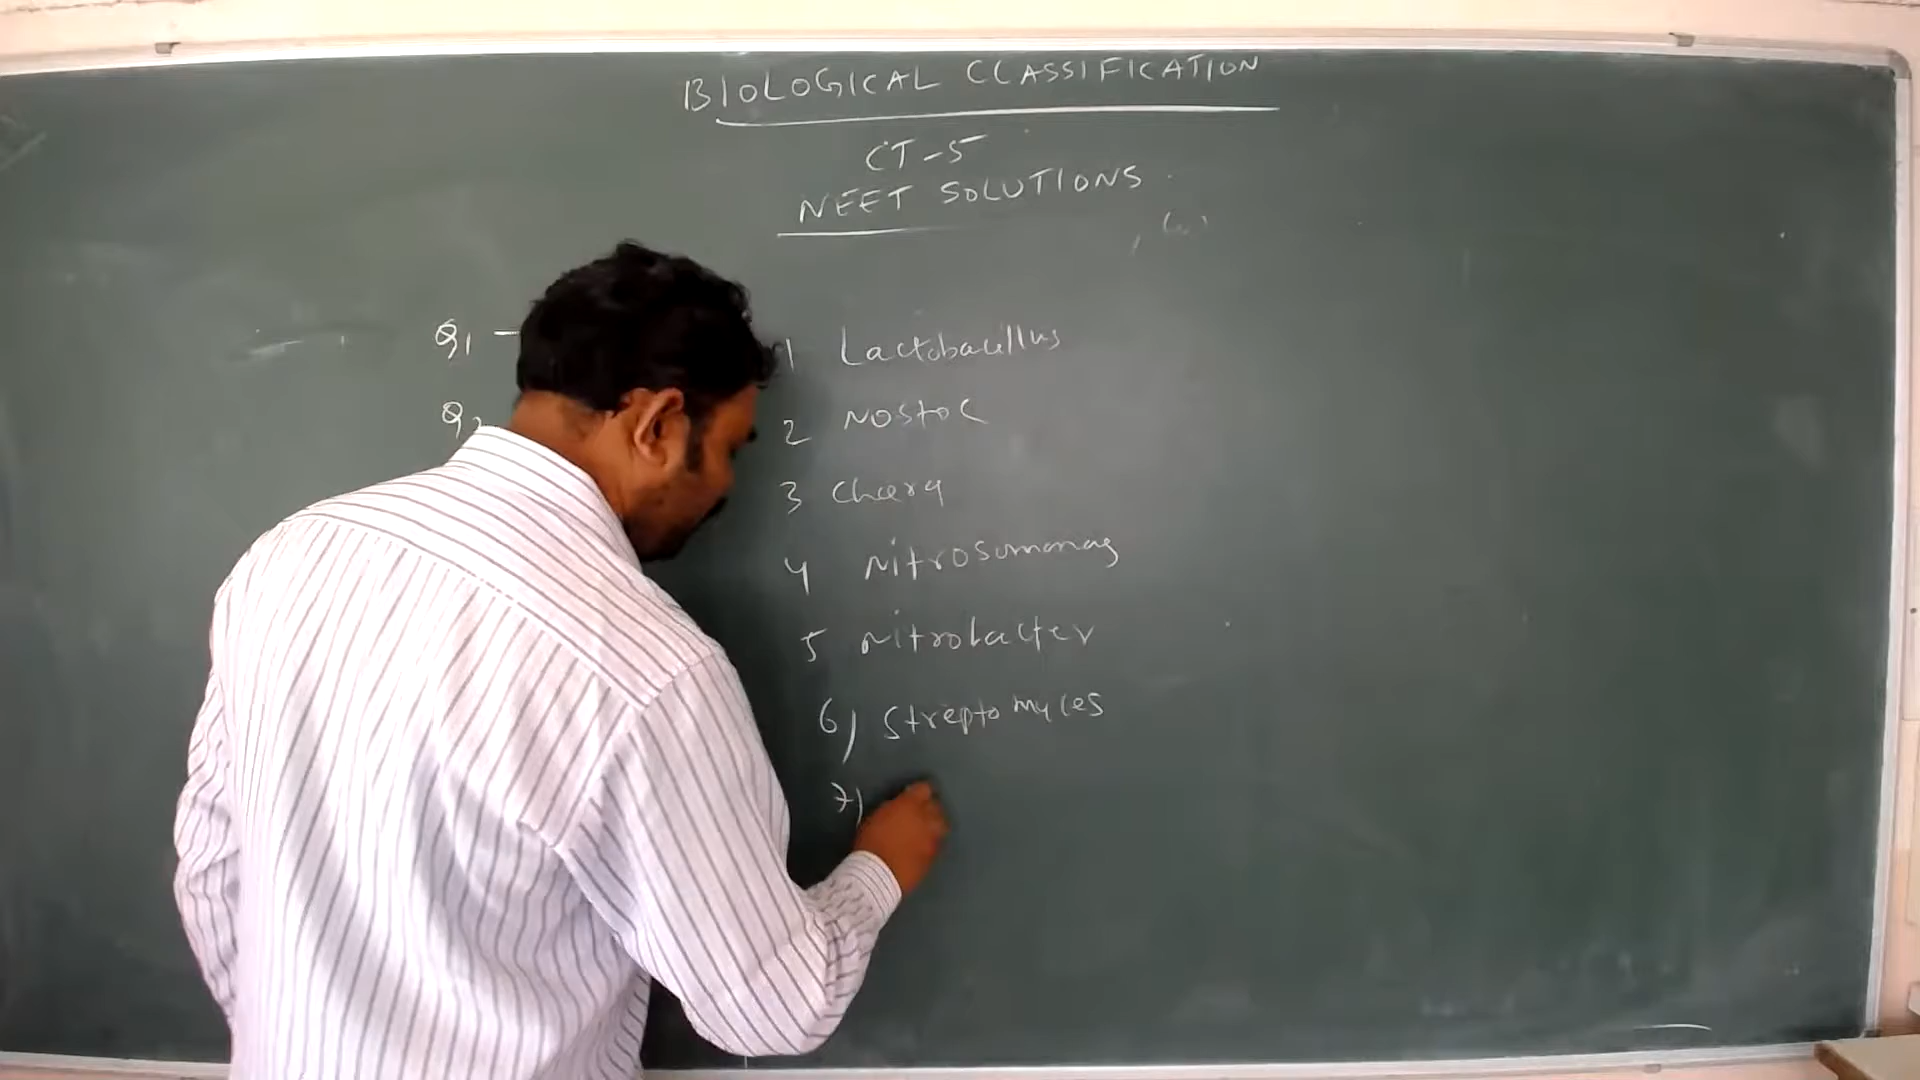 BIOLOGICAL CLASSIFICATION
CT-5
NEET SOLUTIONS
Q1 -
1 Lactobacillus
Q2
2 Nostoc
3 Chara
4 Nitrosomonas
5 Nitrobacter
6) Streptomyces
7)